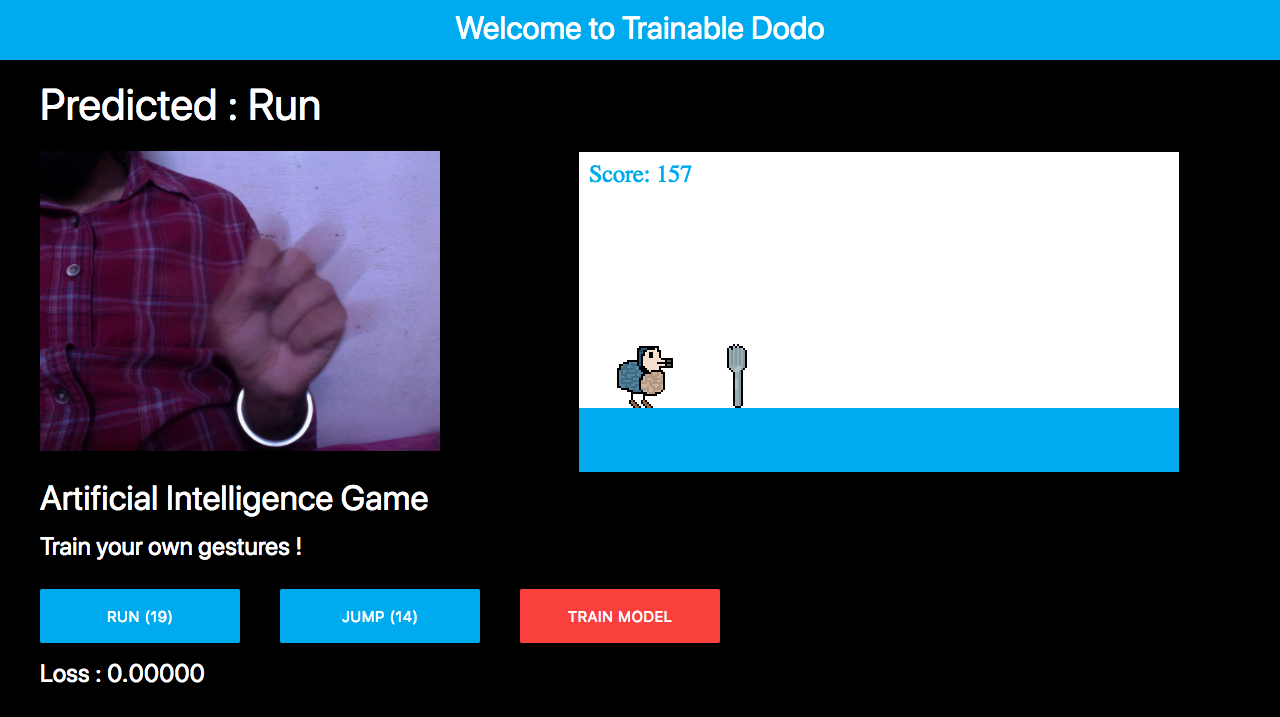 Welcome to Trainable Dodo
Predicted : Run
Score: 157
Artificial Intelligence Game
Train your own gestures !
RUN (19)
JUMP (14)
TRAIN MODEL
Loss : 0.00000